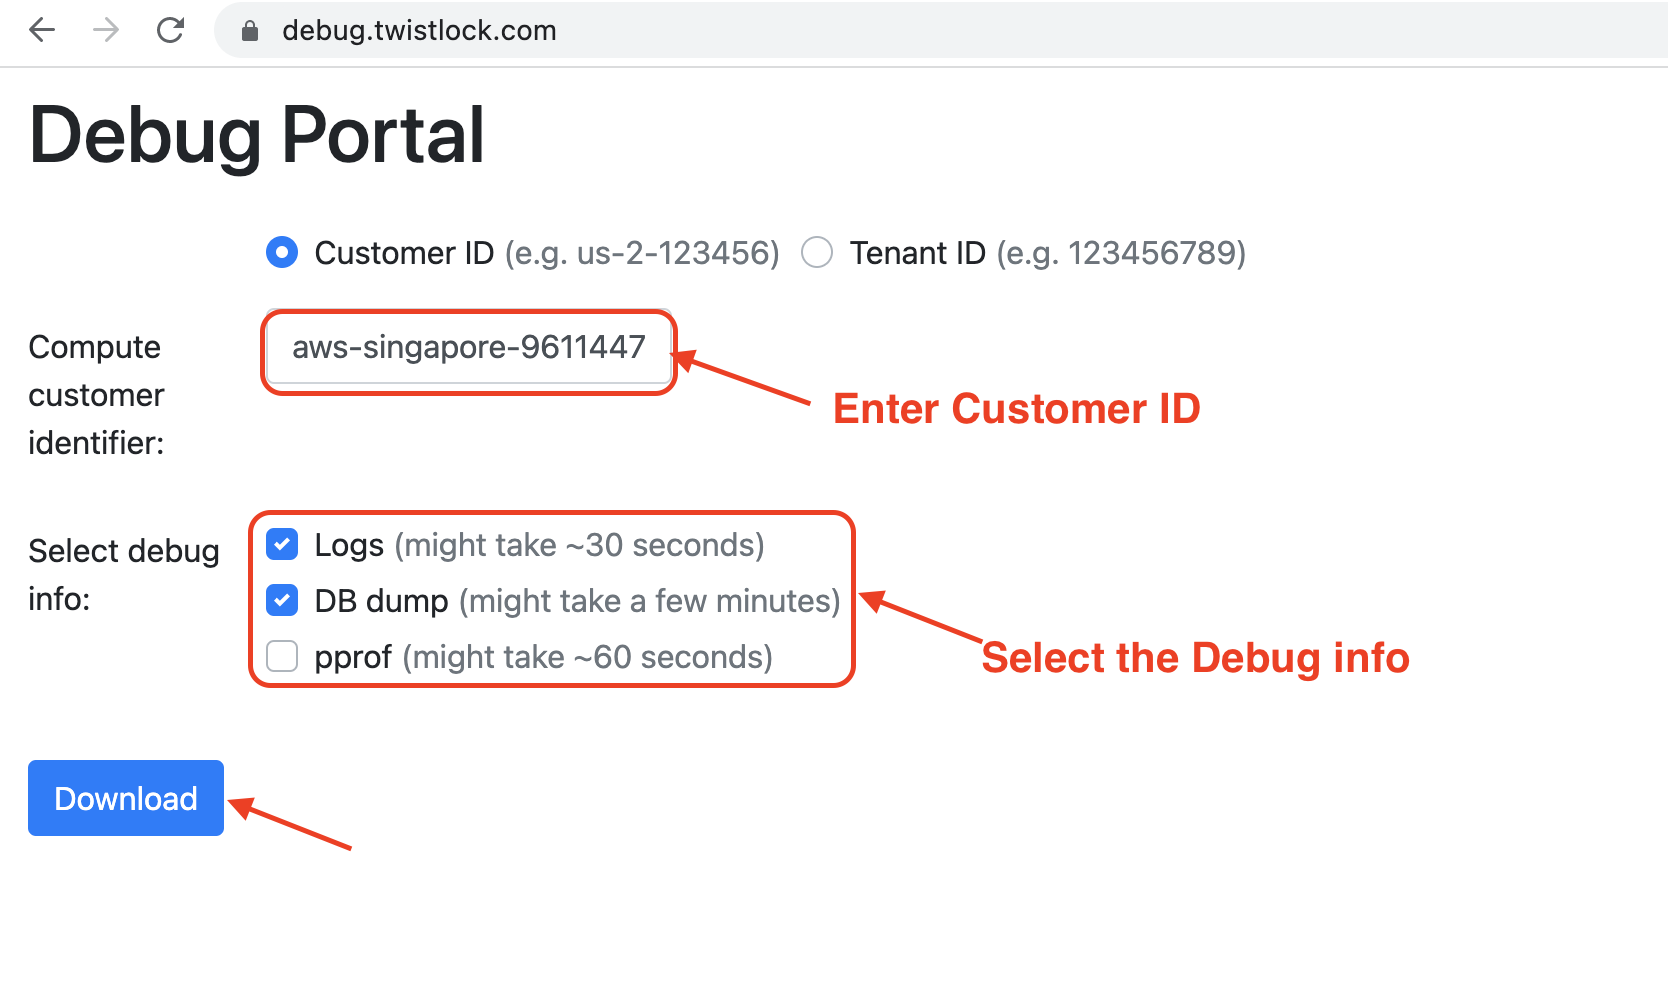 debug.twistlock.com
Debug Portal
Customer ID (e.g. us-2-123456) Tenant ID (e.g. 123456789)
Compute
customer
identifier:
aws-singapore-9611447
Enter Customer ID
Select debug
info:
Logs (might take ~30 seconds)
DB dump (might take a few minutes)
pprof (might take ~60 seconds)
Select the Debug info
Download